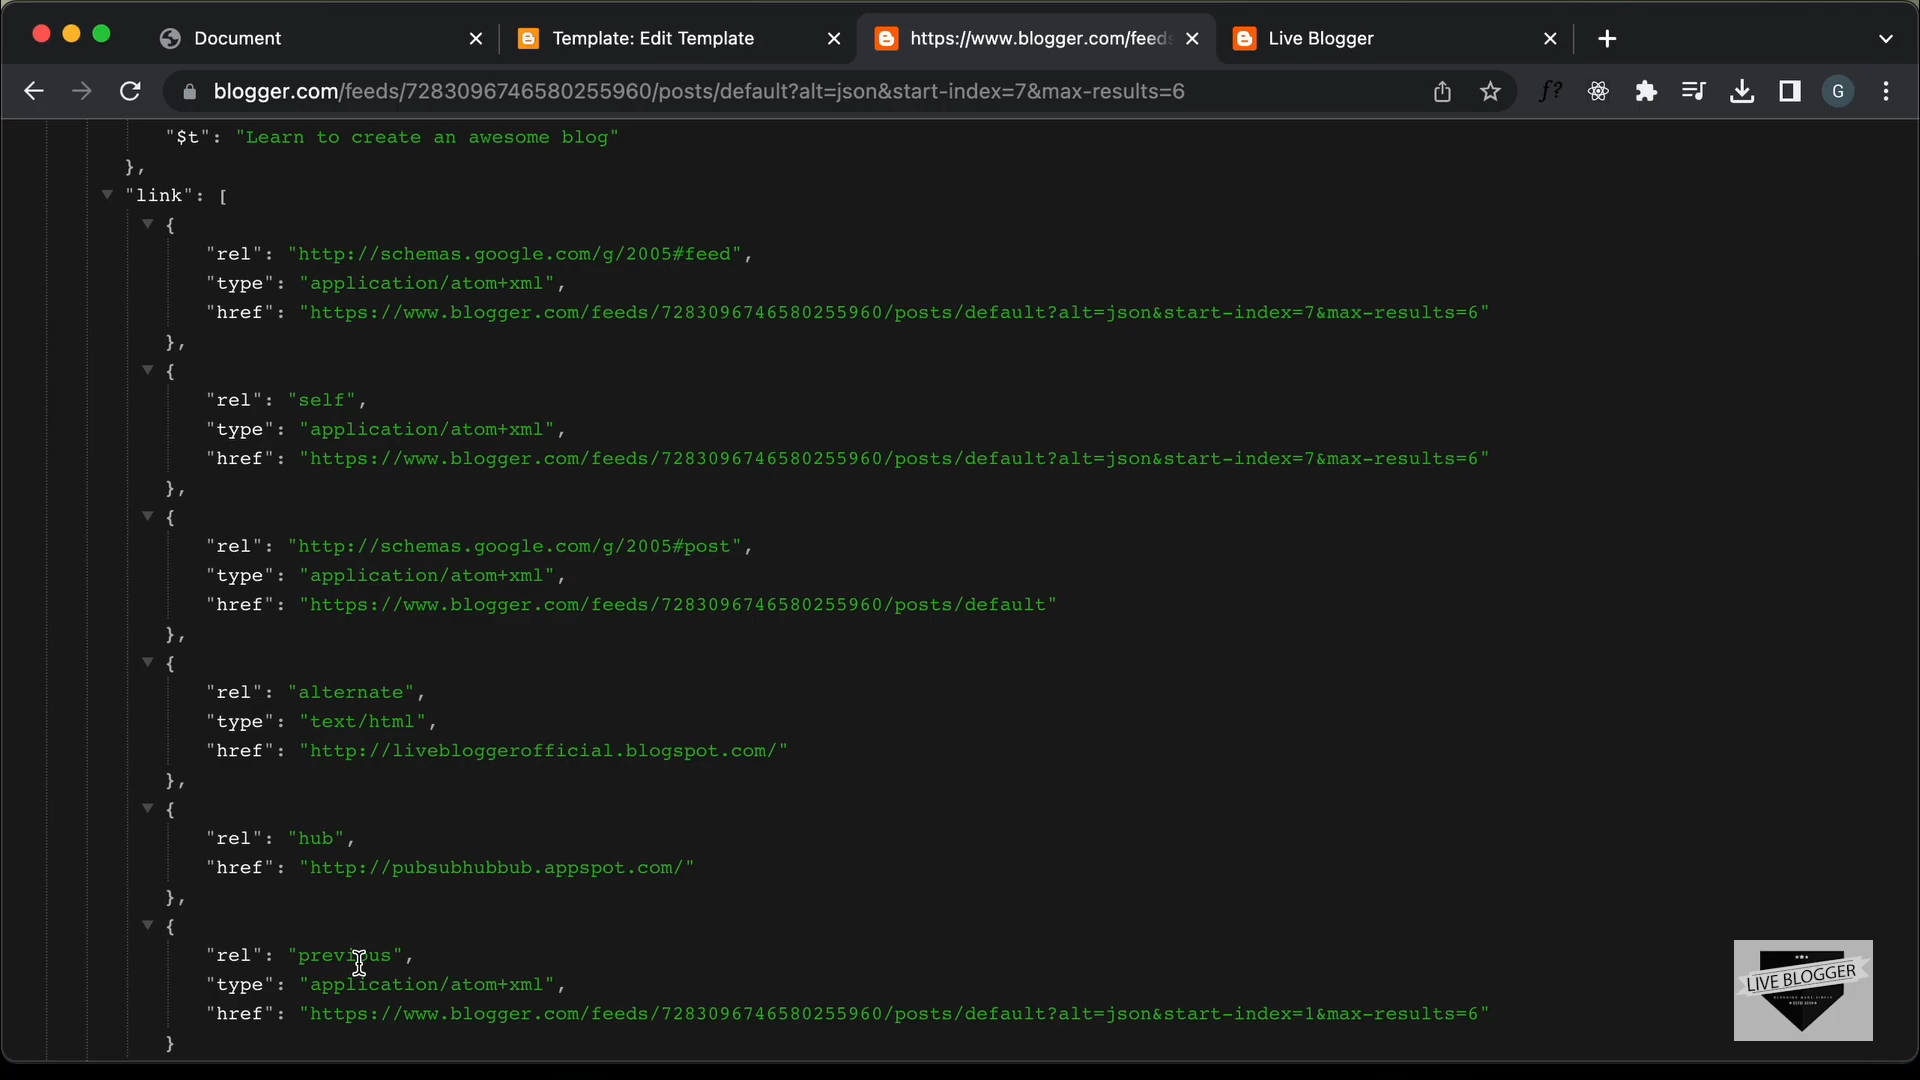 Document
Template: Edit Template
https://www.blogger.com/feeds
Live Blogger
blogger.com/feeds/7283096746580255960/posts/default?alt=json&start-index=7&max-results=6
f?
G
"$t": "Learn to create an awesome blog"
},
"link": [
{
"rel": "http://schemas.google.com/g/2005#feed",
"type": "application/atom+xml",
"href": "https://www.blogger.com/feeds/7283096746580255960/posts/default?alt=json&start-index=7&max-results=6"
},
{
"rel": "self",
"type": "application/atom+xml",
"href": "https://www.blogger.com/feeds/7283096746580255960/posts/default?alt=json&start-index=7&max-results=6"
},
{
"rel": "http://schemas.google.com/g/2005#post",
"type": "application/atom+xml",
"href": "https://www.blogger.com/feeds/7283096746580255960/posts/default"
},
{
"rel": "alternate",
"type": "text/html",
"href": "http://livebloggerofficial.blogspot.com/"
},
{
"rel": "hub",
"href": "http://pubsubhubbub.appspot.com/"
},
{
"rel": "previous",
"type": "application/atom+xml",
"href": "https://www.blogger.com/feeds/7283096746580255960/posts/default?alt=json&start-index=1&max-results=6"
}
LIVE BLOGGER